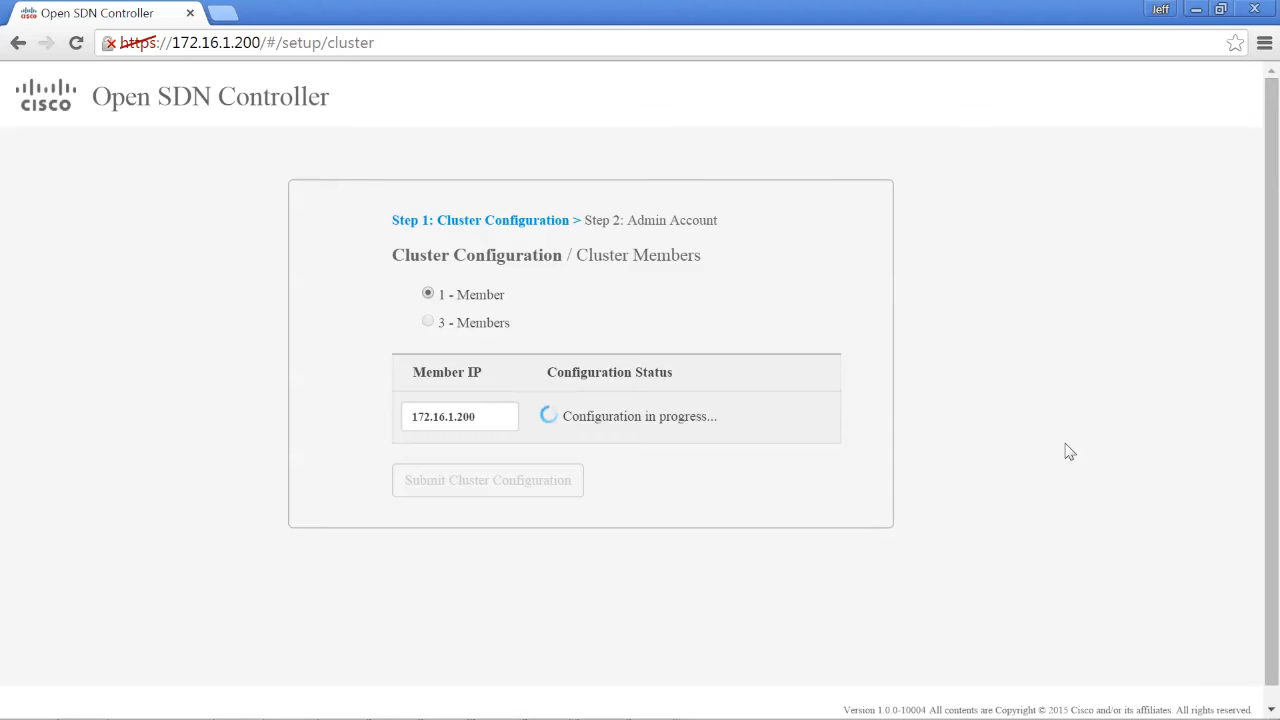 Open SDN Controller
Jeff
https://172.16.1.200/#/setup/cluster
CISCO Open SDN Controller
Step 1: Cluster Configuration > Step 2: Admin Account
Cluster Configuration / Cluster Members
1 - Member
3 - Members
Member IP Configuration Status
172.16.1.200 Configuration in progress...
Submit Cluster Configuration
Version 1.0.0-10004 All contents are Copyright © 2015 Cisco and/or its affiliates. All rights reserved.